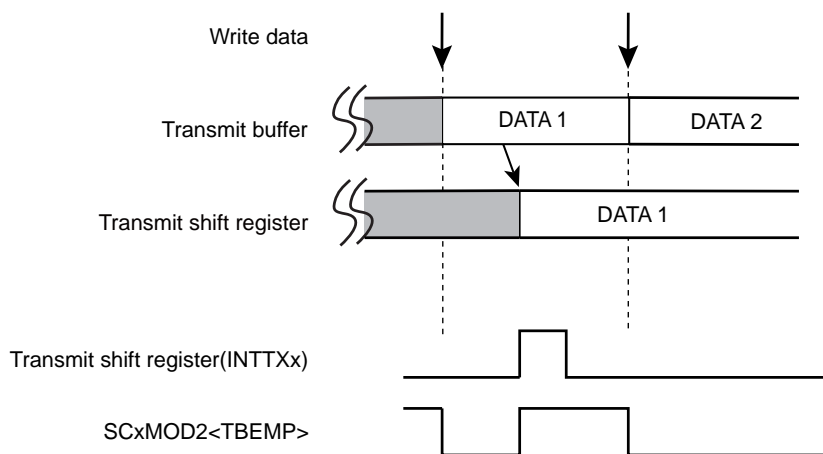 Write data
Transmit buffer
DATA 1
DATA 2
Transmit shift register
DATA 1
Transmit shift register(INTTXx)
SCxMOD2<TBEMP>